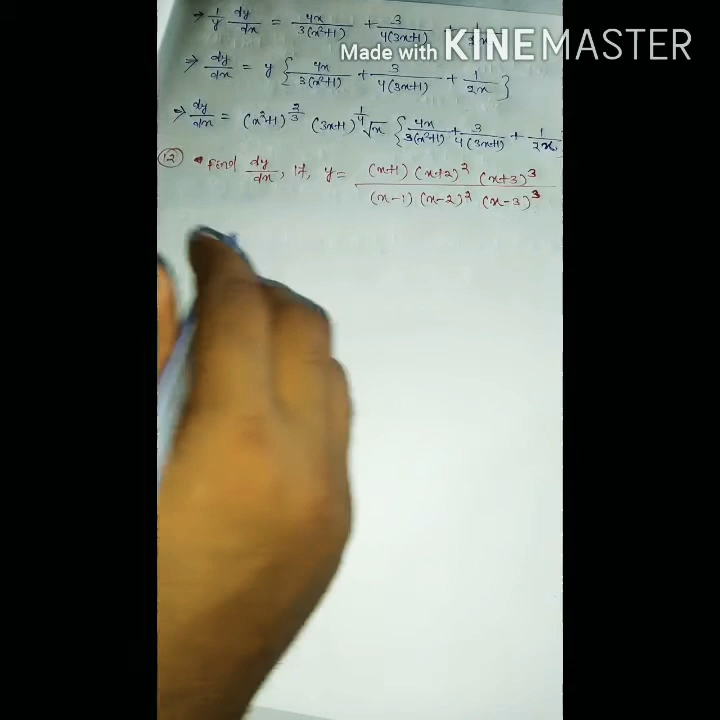 ⇒ 1/y dy/dx = 4x/3(x²+1) + 3/4(3x+1) + 1/2x
Made with KINEMASTER
⇒ dy/dx = y { 4x/3(x²+1) + 3/4(3x+1) + 1/2x }
⇒ dy/dx = (x²+1)^2/3 (3x+1)^1/4 √x { 4x/3(x²+1) + 3/4(3x+1) + 1/2x }
(12) Find dy/dx, if, y = (x+1) (x+2)² (x+3)³ / (x-1) (x-2)² (x-3)³